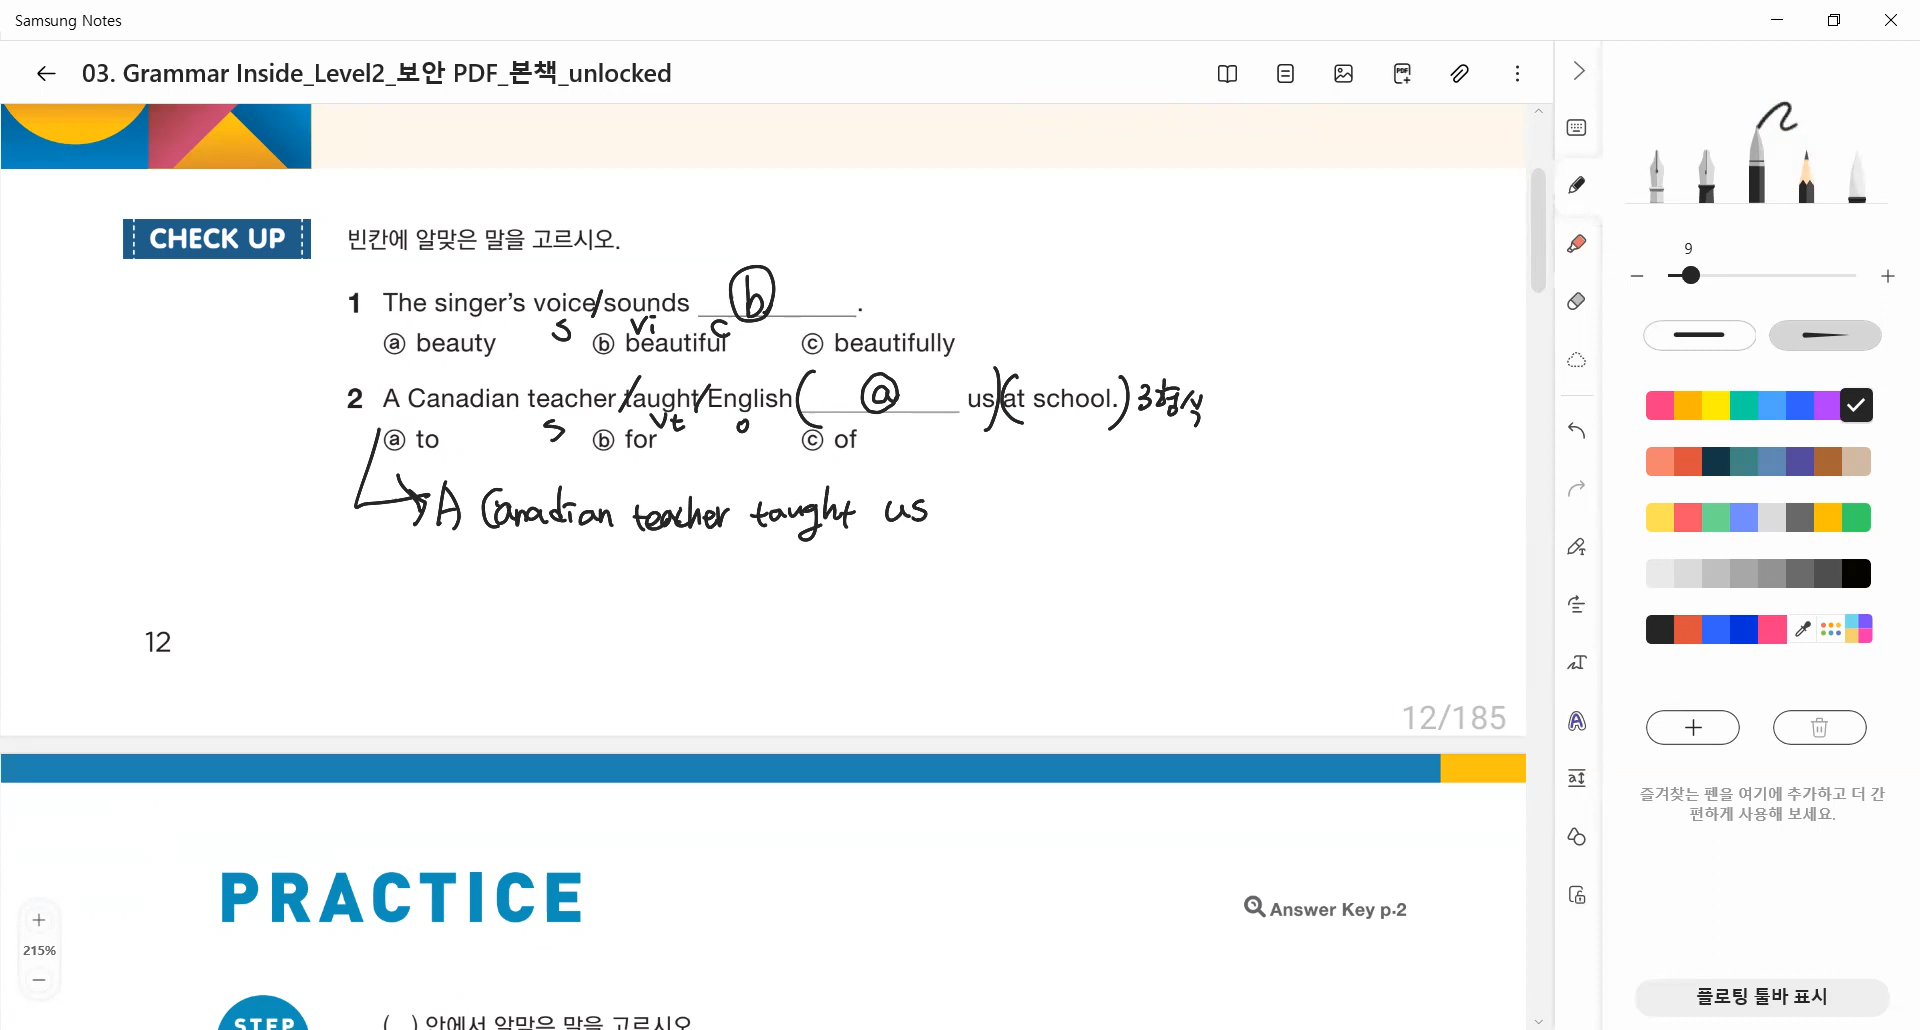 Samsung Notes
03. Grammar Inside_Level2_보안 PDF_본책_unlocked
PDF
CHECK UP
빈칸에 알맞은 말을 고르시오.
1 The singer's voice/sounds ⓑ.
s vi c
ⓐ beauty ⓑ beautiful ⓒ beautifully
2 A Canadian teacher/taught/English ( ⓐ us)(at school.) 3형식
s vt o
ⓐ to ⓑ for ⓒ of
A Canadian teacher taught us
12
12/185
PRACTICE
Answer Key p.2
STEP
( ) 안에서 알맞은 말을 고르시오.
215%
9
즐겨찾는 펜을 여기에 추가하고 더 간
편하게 사용해 보세요.
플로팅 툴바 표시